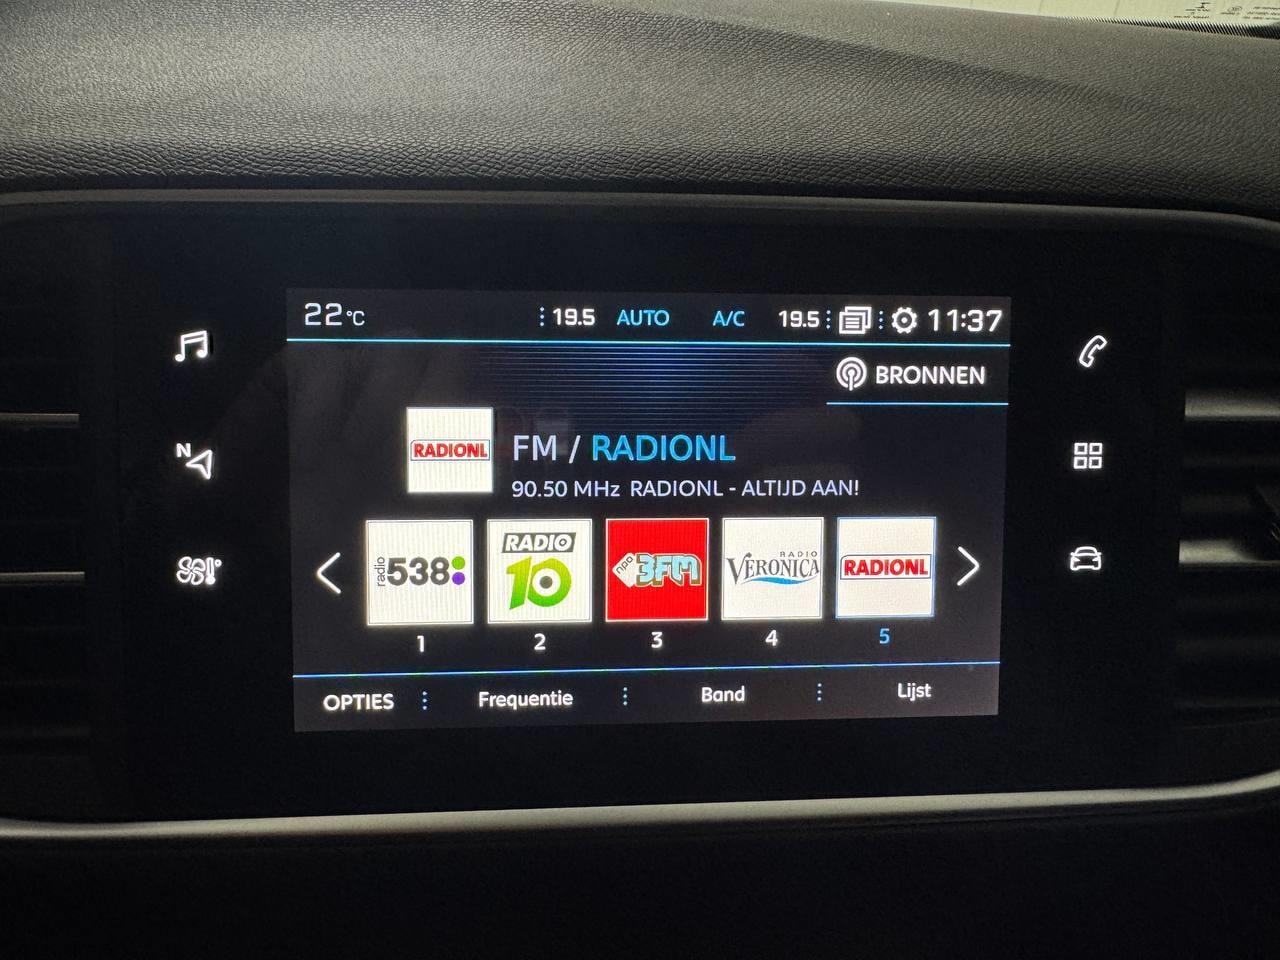 22°C 19.5 AUTO A/C 19.5 11:37
BRONNEN
RADIONL
FM / RADIONL
90.50 MHz RADIONL - ALTIJD AAN!
N
radio 538
RADIO 10
npo 3FM
RADIO VERONICA
RADIONL
1 2 3 4 5
OPTIES Frequentie Band Lijst